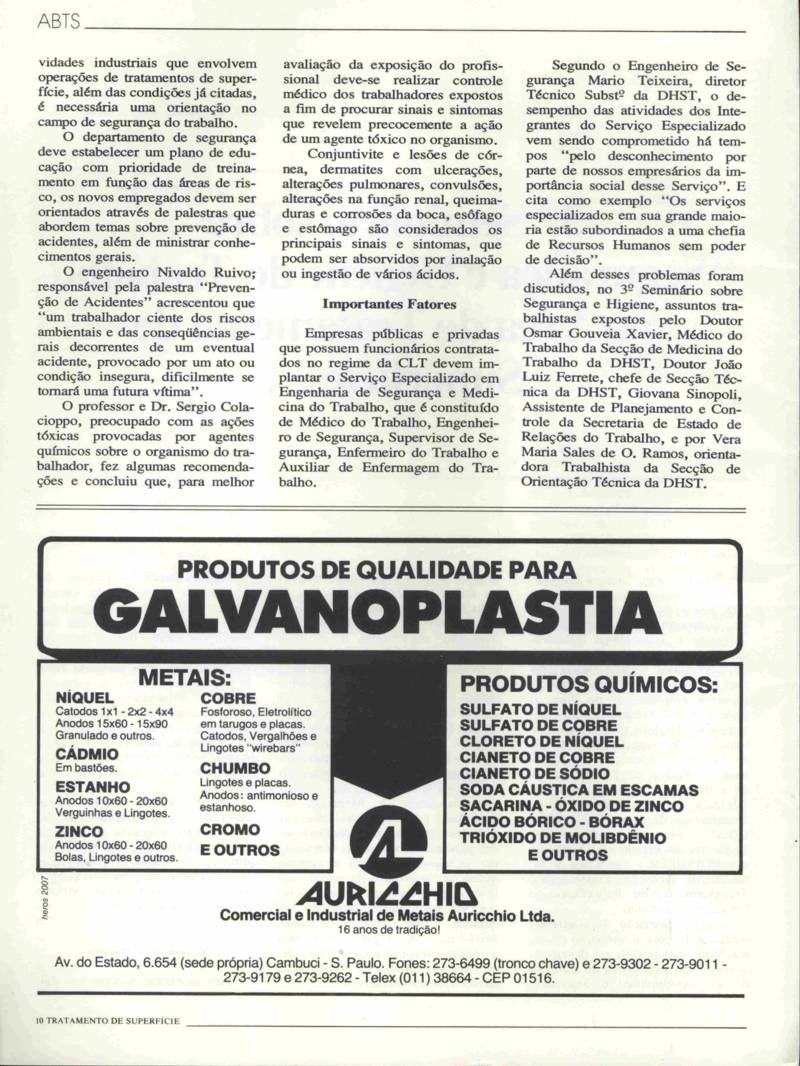 ABTS
vidades industriais que envolvem
operações de tratamentos de super-
fície, além das condições já citadas,
é necessária uma orientação no
campo de segurança do trabalho.
O departamento de segurança
deve estabelecer um plano de edu-
cação com prioridade de treina-
mento em função das áreas de ris-
co, os novos empregados devem ser
orientados através de palestras que
abordem temas sobre prevenção de
acidentes, além de ministrar conhe-
cimentos gerais.
O engenheiro Nivaldo Ruivo;
responsável pela palestra "Preven-
ção de Acidentes" acrescentou que
"um trabalhador ciente dos riscos
ambientais e das conseqüências ge-
rais decorrentes de um eventual
acidente, provocado por um ato ou
condição insegura, dificilmente se
tornará uma futura vítima".
O professor e Dr. Sergio Cola-
cioppo, preocupado com as ações
tóxicas provocadas por agentes
químicos sobre o organismo do tra-
balhador, fez algumas recomenda-
ções e concluiu que, para melhor
avaliação da exposição do profis-
sional deve-se realizar controle
médico dos trabalhadores expostos
a fim de procurar sinais e sintomas
que revelem precocemente a ação
de um agente tóxico no organismo.
Conjuntivite e lesões de cór-
nea, dermatites com ulcerações,
alterações pulmonares, convulsões,
alterações na função renal, queima-
duras e corrosões da boca, esôfago
e estômago são considerados os
principais sinais e sintomas, que
podem ser absorvidos por inalação
ou ingestão de vários ácidos.
Importantes Fatores
Empresas públicas e privadas
que possuem funcionários contrata-
dos no regime da CLT devem im-
plantar o Serviço Especializado em
Engenharia de Segurança e Medi-
cina do Trabalho, que é constituído
de Médico do Trabalho, Engenhei-
ro de Segurança, Supervisor de Se-
gurança, Enfermeiro do Trabalho e
Auxiliar de Enfermagem do Tra-
balho.
Segundo o Engenheiro de Se-
gurança Mario Teixeira, diretor
Técnico Substº da DHST, o de-
sempenho das atividades dos Inte-
grantes do Serviço Especializado
vem sendo comprometido há tem-
pos "pelo desconhecimento por
parte de nossos empresários da im-
portância social desse Serviço". E
cita como exemplo "Os serviços
especializados em sua grande maio-
ria estão subordinados a uma chefia
de Recursos Humanos sem poder
de decisão".
Além desses problemas foram
discutidos, no 3º Seminário sobre
Segurança e Higiene, assuntos tra-
balhistas expostos pelo Doutor
Osmar Gouveia Xavier, Médico do
Trabalho da Secção de Medicina do
Trabalho da DHST, Doutor João
Luiz Ferrete, chefe de Secção Téc-
nica da DHST, Giovana Sinopoli,
Assistente de Planejamento e Con-
trole da Secretaria de Estado de
Relações do Trabalho, e por Vera
Maria Sales de O. Ramos, orienta-
dora Trabalhista da Secção de
Orientação Técnica da DHST.
PRODUTOS DE QUALIDADE PARA
GALVANOPLASTIA
METAIS:
NÍQUEL
Catodos 1x1 - 2x2 - 4x4
Anodos 15x60 - 15x90
Granulado e outros.
CÁDMIO
Em bastões.
ESTANHO
Anodos 10x60 - 20x60
Verguinhas e Lingotes.
ZINCO
Anodos 10x60 - 20x60
Bolas, Lingotes e outros.
COBRE
Fosforoso, Eletrolítico
em tarugos e placas.
Catodos, Vergalhões e
Lingotes "wirebars"
CHUMBO
Lingotes e placas.
Anodos: antimonioso e
estanhoso.
CROMO
E OUTROS
PRODUTOS QUÍMICOS:
SULFATO DE NÍQUEL
SULFATO DE COBRE
CLORETO DE NÍQUEL
CIANETO DE COBRE
CIANETO DE SÓDIO
SODA CÁUSTICA EM ESCAMAS
SACARINA - ÓXIDO DE ZINCO
ÁCIDO BÓRICO - BÓRAX
TRIÓXIDO DE MOLIBDÊNIO
E OUTROS
heros 2007
AURICCHIO
Comercial e Industrial de Metais Auricchio Ltda.
16 anos de tradição!
Av. do Estado, 6.654 (sede própria) Cambuci - S. Paulo. Fones: 273-6499 (tronco chave) e 273-9302 - 273-9011 -
273-9179 e 273-9262 - Telex (011) 38664 - CEP 01516.
10 TRATAMENTO DE SUPERFÍCIE